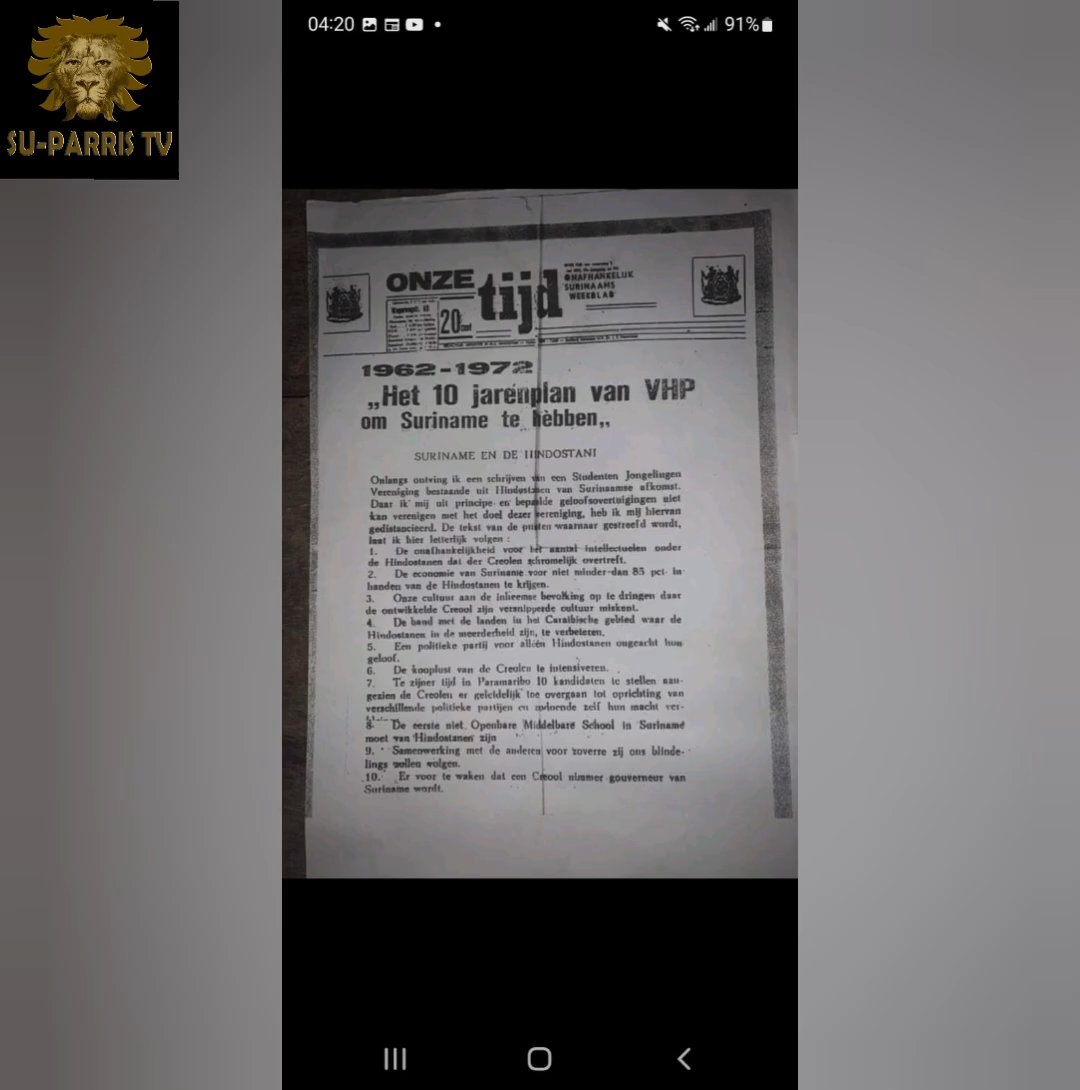 04:20
91%
SU-PARRIS TV
ONZE tijd
ONAFHANKELIJK
SURINAAMS
WEEKBLAD
20 cent
1962-1972
„Het 10 jarenplan van VHP
om Suriname te hebben„
SURINAME EN DE HINDOSTANI
Onlangs ontving ik een schrijven van een Studenten Jongelingen
Vereniging bestaande uit Hindostanen van Surinaamse afkomst.
Daar ik mij uit principe en bepaalde geloofsovertuigingen niet
kan verenigen met het doel dezer vereniging, heb ik mij hiervan
gedistancieerd. De tekst van de punten waarnaar gestreefd wordt,
laat ik hier letterlijk volgen :
1. De onafhankelijkheid voor het aantal intellectuelen onder
de Hindostanen dat der Creolen schromelijk overtreft.
2. De economie van Suriname voor niet minder dan 85 pct. in
handen van de Hindostanen te krijgen.
3. Onze cultuur aan de inheemse bevolking op te dringen daar
de ontwikkelde Creool zijn versnipperde cultuur miskent.
4. De band met de landen in het Caraibische gebied waar de
Hindostanen in de meerderheid zijn, te verbeteren.
5. Een politieke partij voor alléén Hindostanen ongeacht hun
geloof.
6. De kooplust van de Creolen te intensiveren.
7. Te zijner tijd in Paramaribo 10 kandidaten te stellen aan-
gezien de Creolen er geleidelijk toe overgaan tot oprichting van
verschillende politieke partijen en zodoende zelf hun macht ver-
8. De eerste niet Openbare Middelbare School in Suriname
moet van Hindostanen zijn
9. Samenwerking met de anderen voor zoverre zij ons blinde-
lings wollen volgen.
10. Er voor te waken dat een Creool nimmer gouverneur van
Suriname wordt.